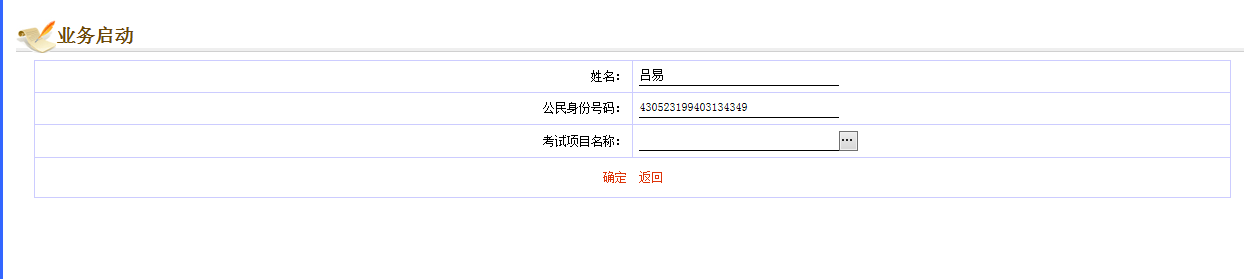 业务启动
姓名： 吕易
公民身份号码： 430523199403134349
考试项目名称： ...
确定 返回